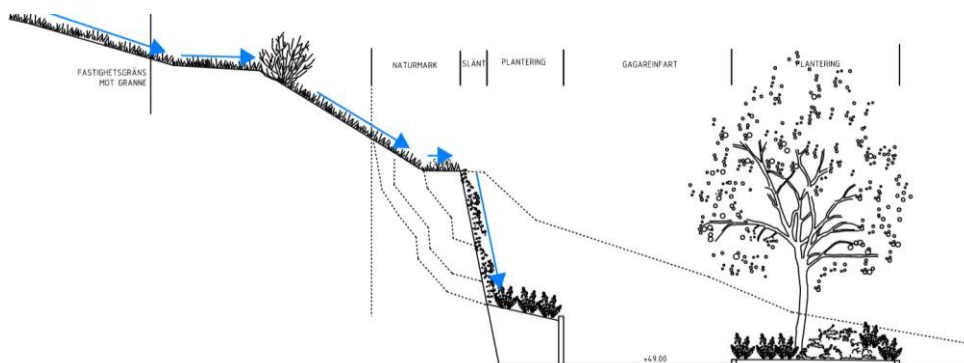 FASTIGHETSGRÄNS
MOT GRANNE
NATURMARK
SLÄNT
PLANTERING
GAGAREINFART
PLANTERING
+49.00